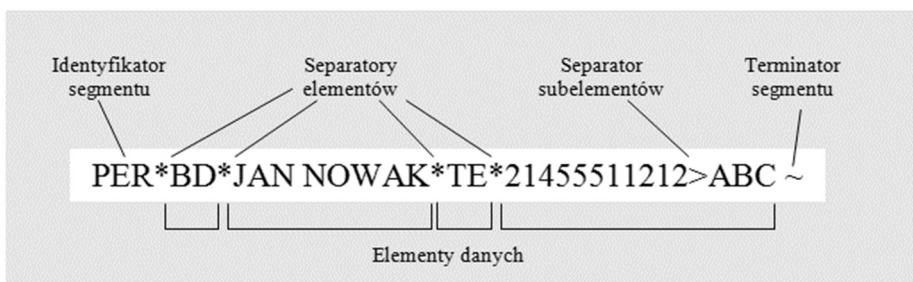 Identyfikator segmentu
Separatory elementów
Separator subelementów
Terminator segmentu
PER*BD*JAN NOWAK*TE*21455511212>ABC ~
Elementy danych